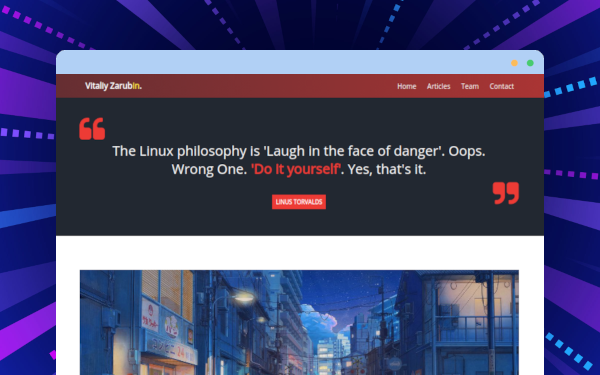 Vitaliy Zarubin.
Home Articles Team Contact
The Linux philosophy is 'Laugh in the face of danger'. Oops.
Wrong One. 'Do it yourself'. Yes, that's it.
LINUS TORVALDS